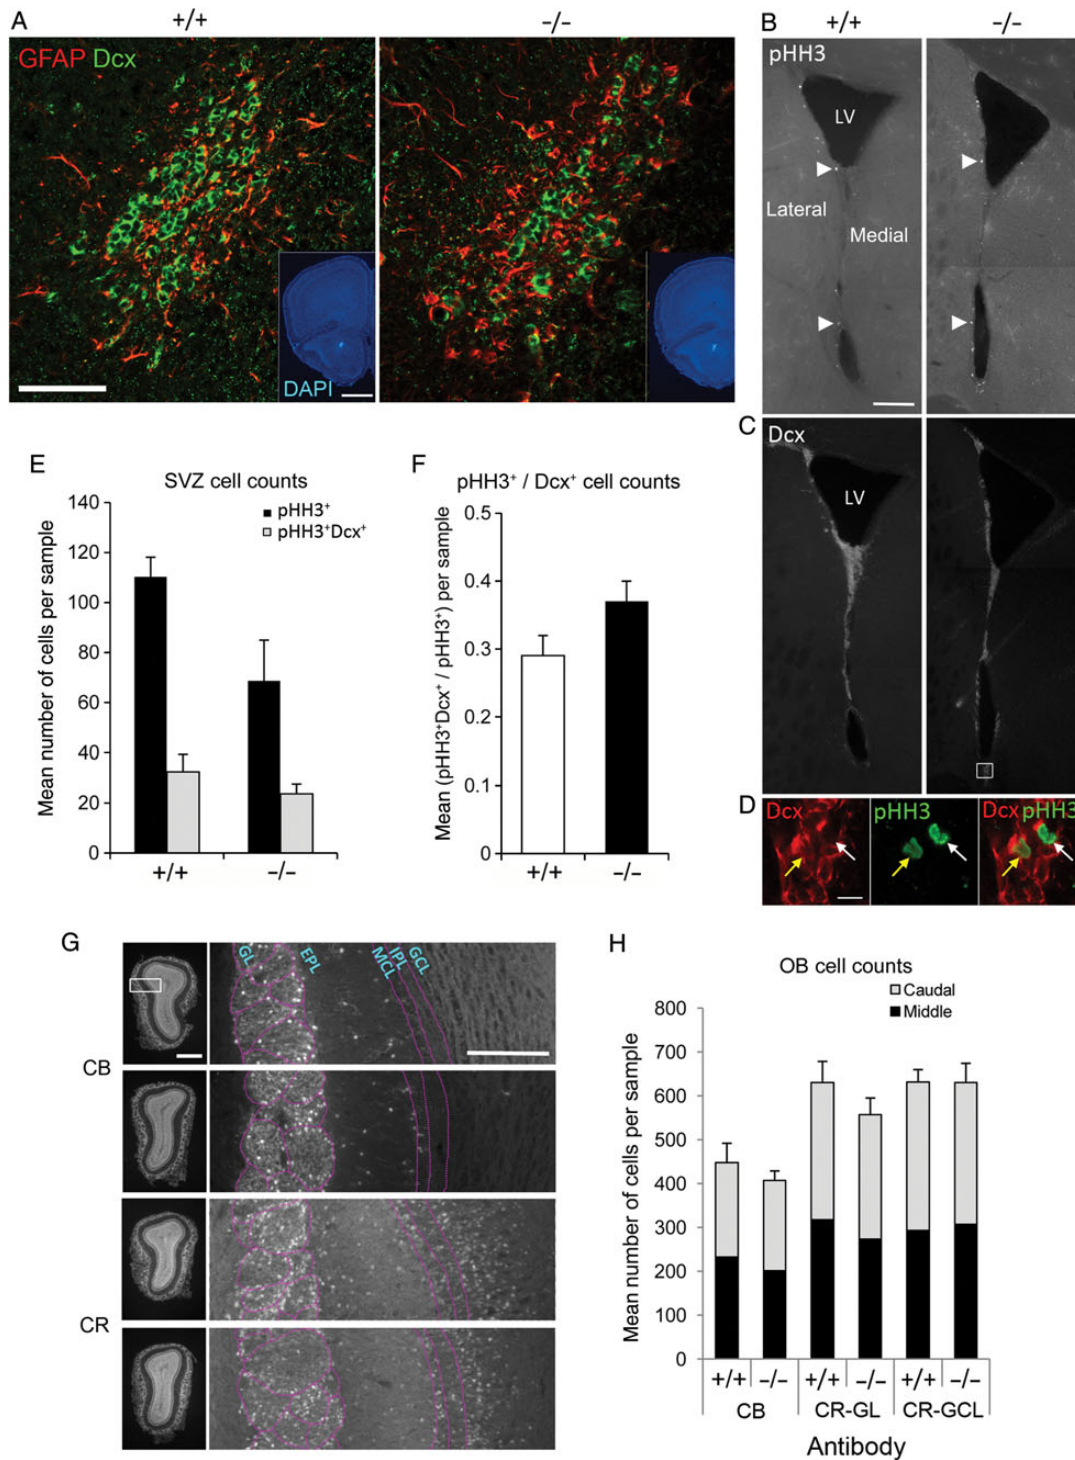 A
+/+
−/−
GFAP Dcx
DAPI
B
+/+
−/−
pHH3
LV
Lateral
Medial
C
Dcx
LV
D
Dcx
pHH3
Dcx pHH3
E
SVZ cell counts
pHH3⁺
pHH3⁺Dcx⁺
Mean number of cells per sample
140
120
100
80
60
40
20
0
+/+
−/−
F
pHH3⁺ / Dcx⁺ cell counts
Mean (pHH3⁺Dcx⁺ / pHH3⁺) per sample
0.5
0.4
0.3
0.2
0.1
0
+/+
−/−
G
GL
EPL
MCL
IPL
GCL
CB
CR
H
OB cell counts
Caudal
Middle
Mean number of cells per sample
800
700
600
500
400
300
200
100
0
+/+ −/− +/+ −/− +/+ −/−
CB CR-GL CR-GCL
Antibody